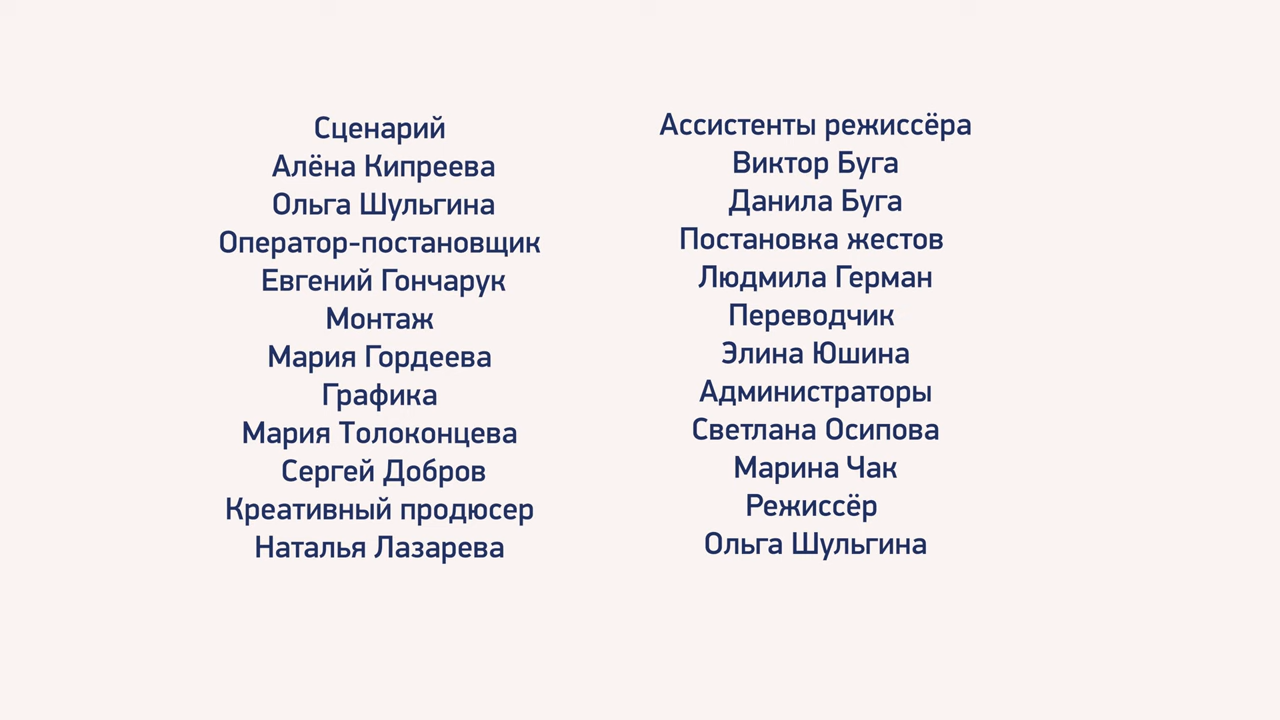 Сценарий
Алёна Кипреева
Ольга Шульгина
Оператор-постановщик
Евгений Гончарук
Монтаж
Мария Гордеева
Графика
Мария Толоконцева
Сергей Добров
Креативный продюсер
Наталья Лазарева
Ассистенты режиссёра
Виктор Буга
Данила Буга
Постановка жестов
Людмила Герман
Переводчик
Элина Юшина
Администраторы
Светлана Осипова
Марина Чак
Режиссёр
Ольга Шульгина